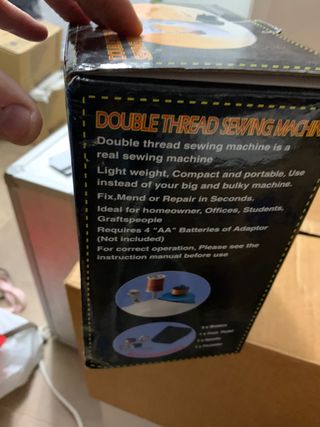 DOUBLE THREAD SEWING MACHIN
Double thread sewing machine is a
real sewing machine
Light weight, Compact and portable, Use
instead of your big and bulky machine.
Fix,Mend or Repair in Seconds,
Ideal for homeowner, Offices, Students,
Graftspeople
Requires 4 "AA" Batteries of Adaptor
(Not included)
For correct operation, Please see the
instruction manual before use